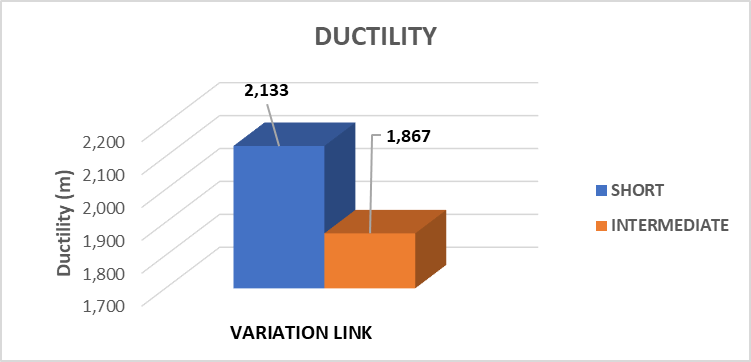 DUCTILITY
2,133
1,867
2,200
2,100
2,000
1,900
1,800
1,700
Ductility (m)
VARIATION LINK
SHORT
INTERMEDIATE